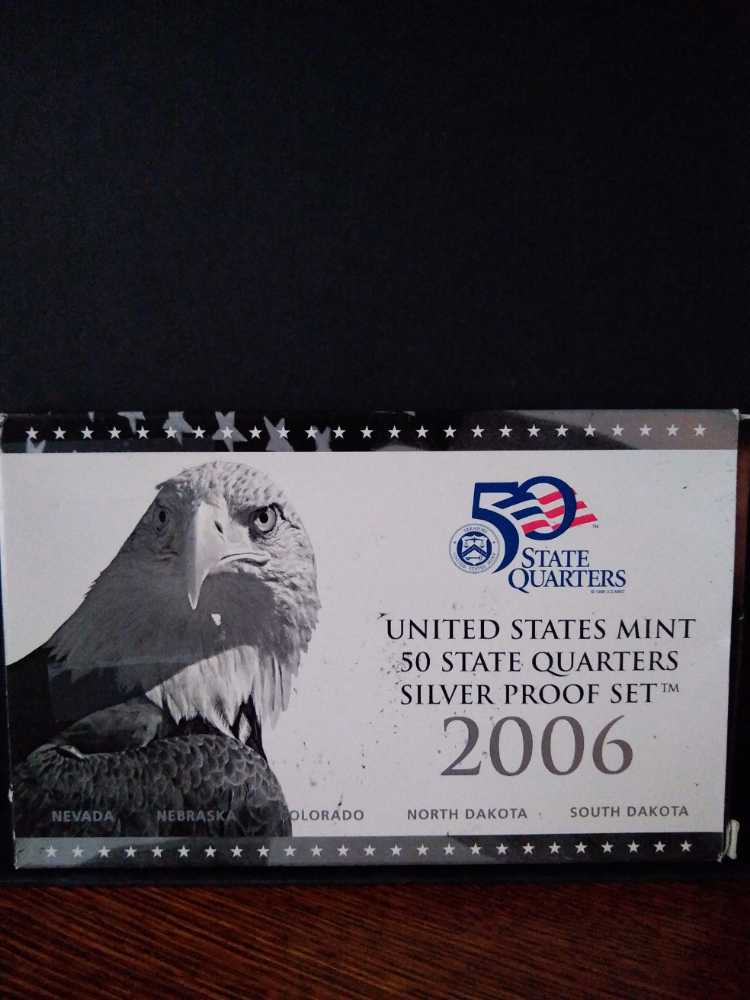 50
STATE
QUARTERS
UNITED STATES MINT
50 STATE QUARTERS
SILVER PROOF SET™
2006
NEVADA NEBRASKA COLORADO NORTH DAKOTA SOUTH DAKOTA